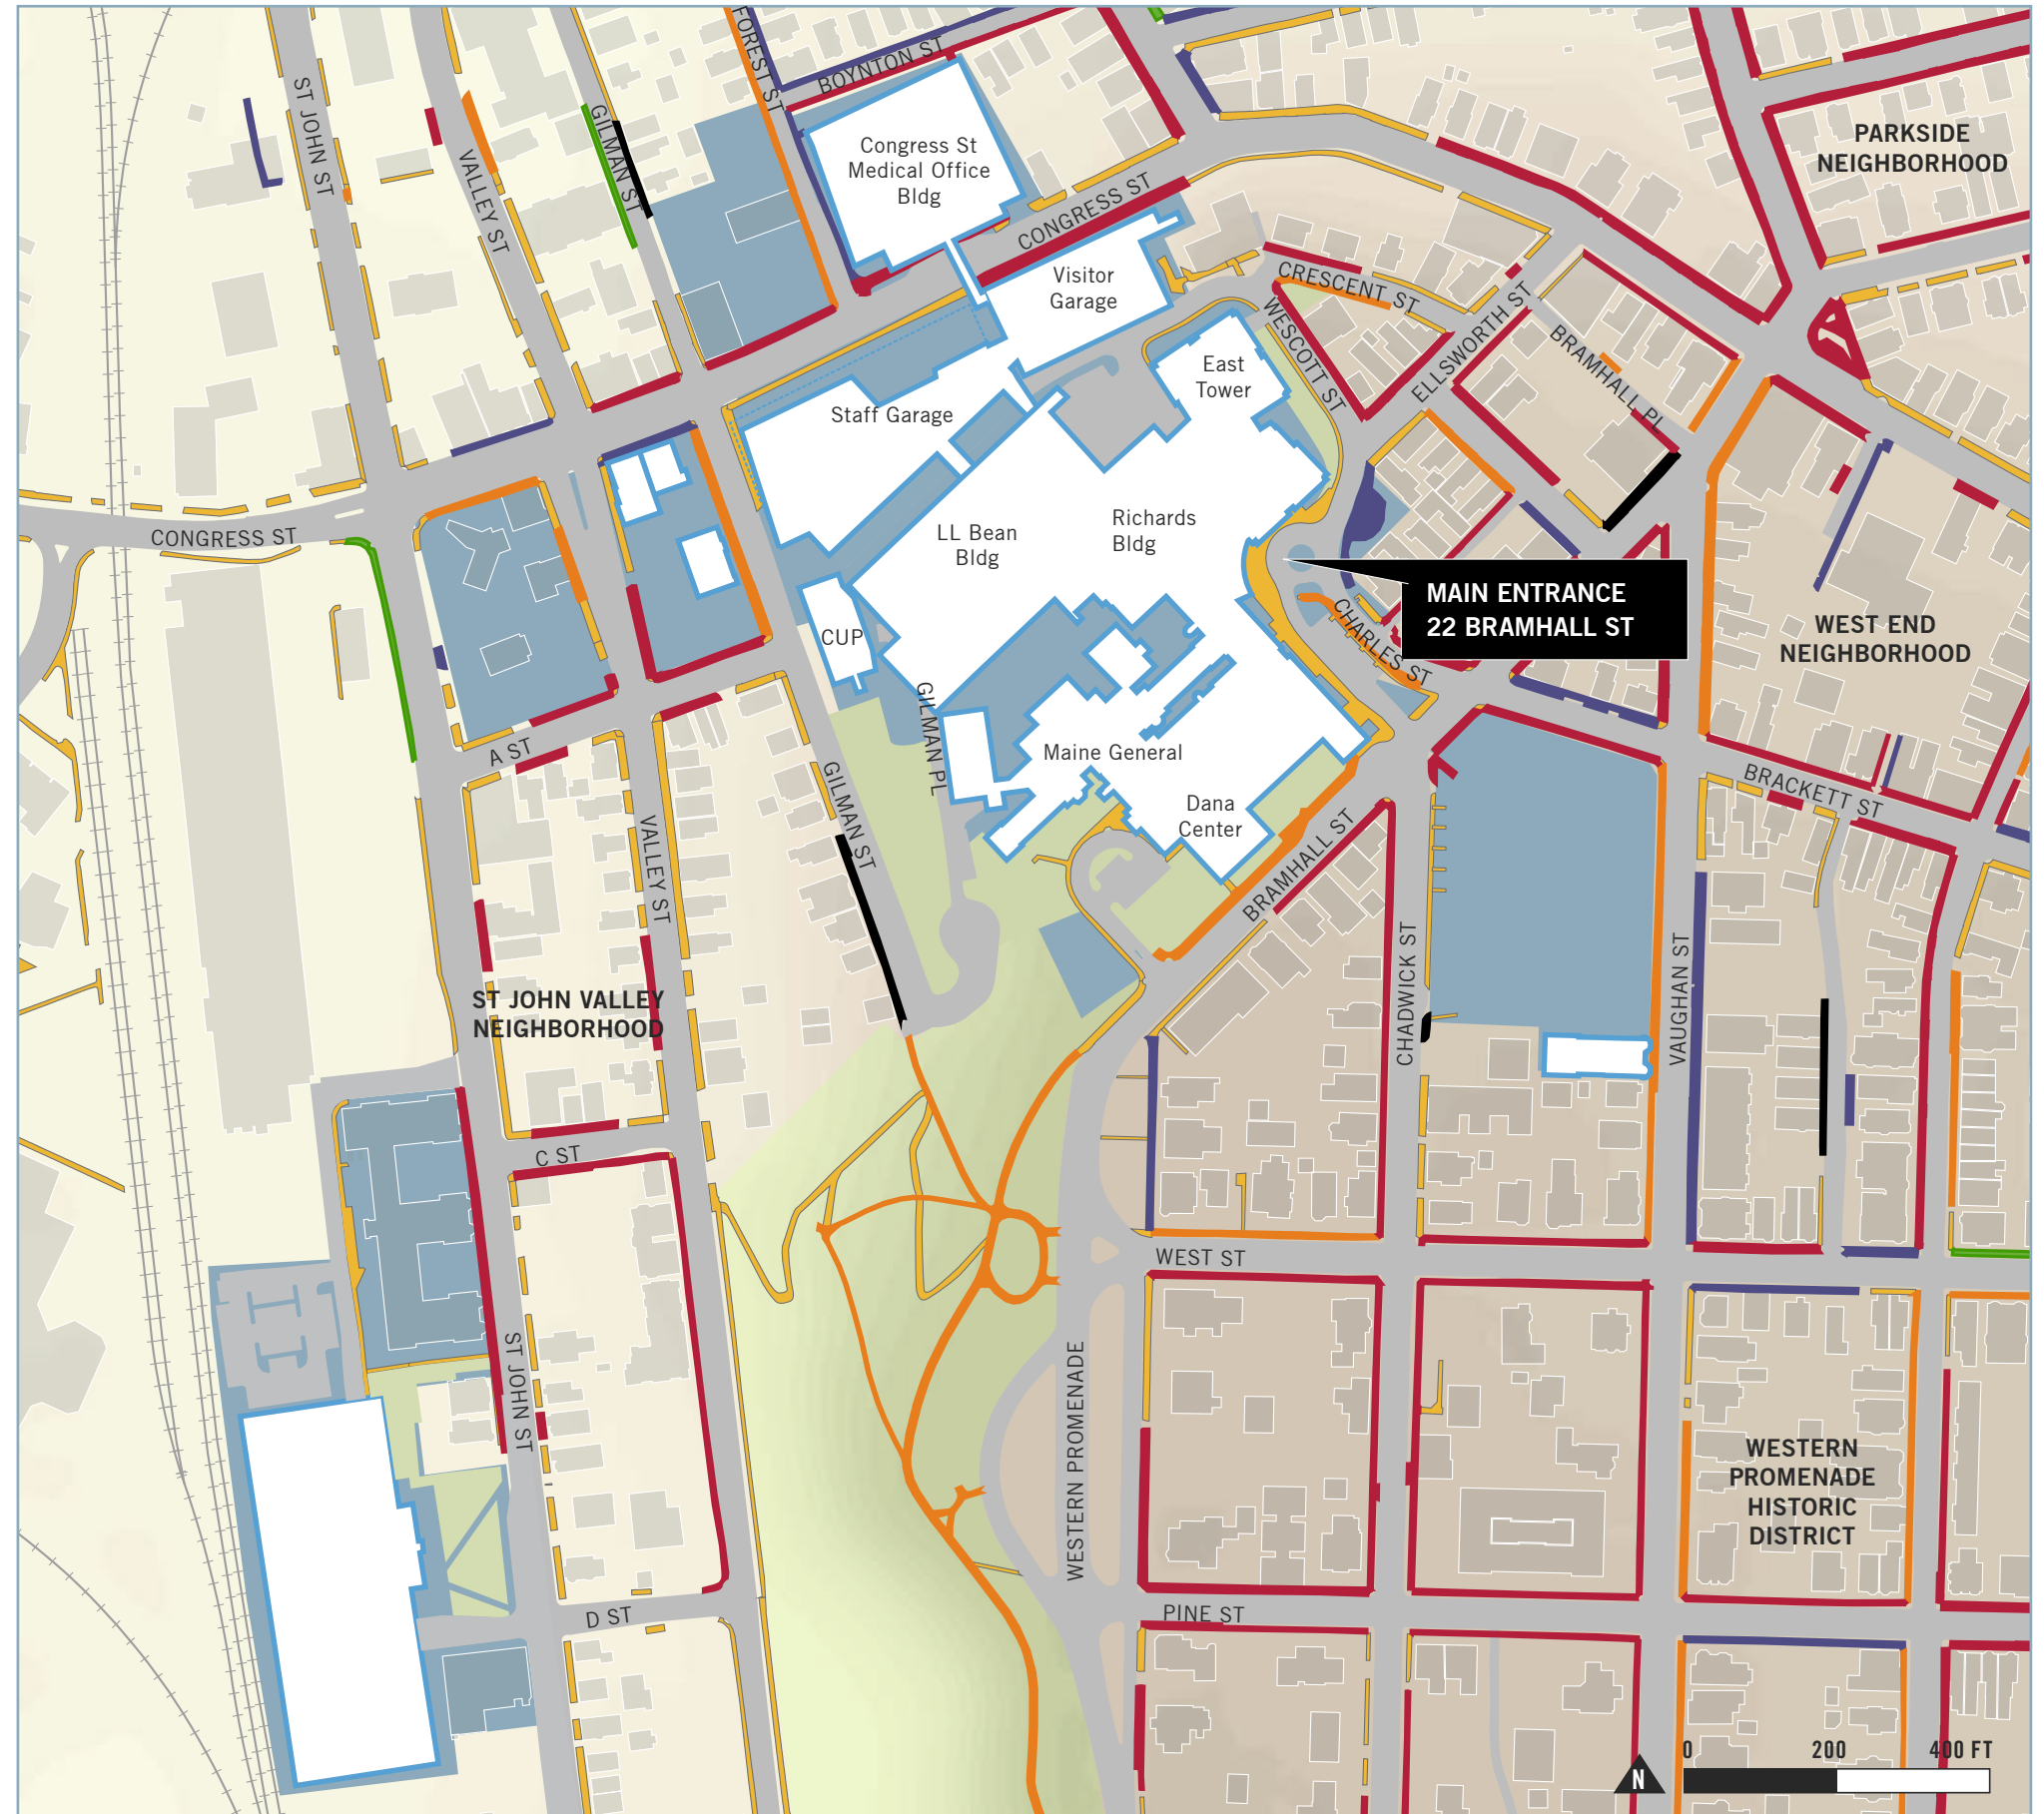 FOREST ST
BOYNTON ST
ST JOHN ST
VALLEY ST
GILMAN ST
Congress St
Medical Office
Bldg
PARKSIDE
NEIGHBORHOOD
CONGRESS ST
Visitor
Garage
CRESCENT ST
WESCOTT ST
ELLSWORTH ST
BRAMHALL PL
East
Tower
Staff Garage
CONGRESS ST
LL Bean
Bldg
Richards
Bldg
MAIN ENTRANCE
22 BRAMHALL ST
CUP
CHARLES ST
WEST END
NEIGHBORHOOD
GILMAN PL
A ST
Maine General
BRACKETT ST
GILMAN ST
VALLEY ST
Dana
Center
BRAMHALL ST
CHADWICK ST
VAUGHAN ST
ST JOHN VALLEY
NEIGHBORHOOD
C ST
WEST ST
ST JOHN ST
WESTERN PROMENADE
WESTERN
PROMENADE
HISTORIC
DISTRICT
D ST
PINE ST
0 200 400 FT
N